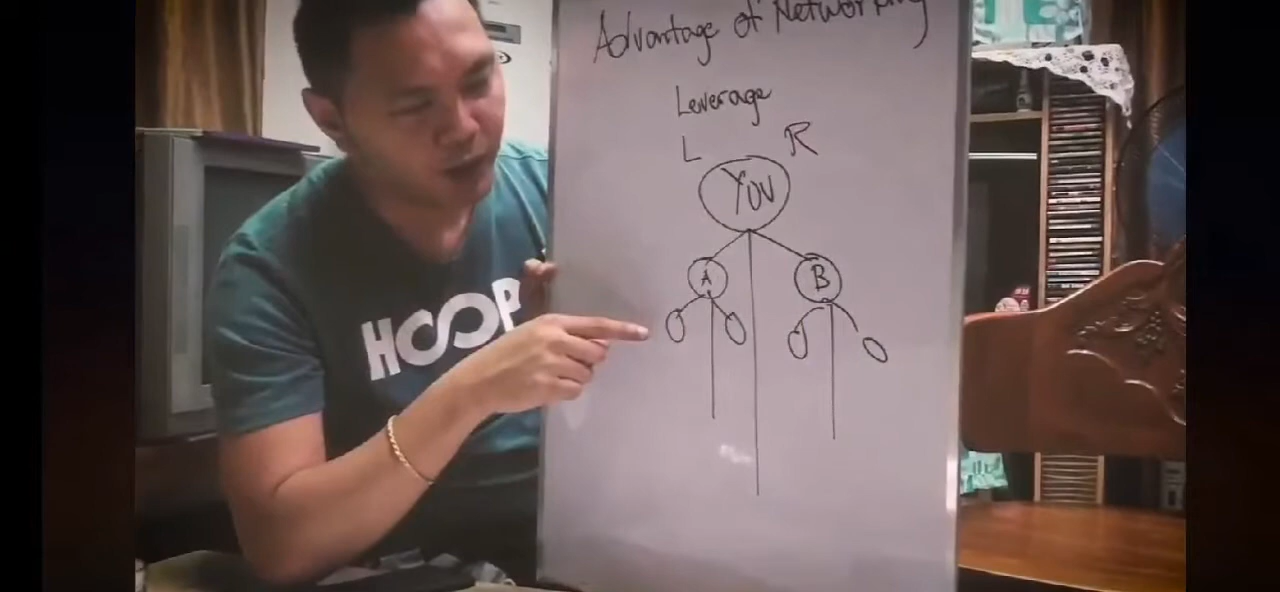 Advantage of Networking
Leverage
L R
YOU
A B
HOOP